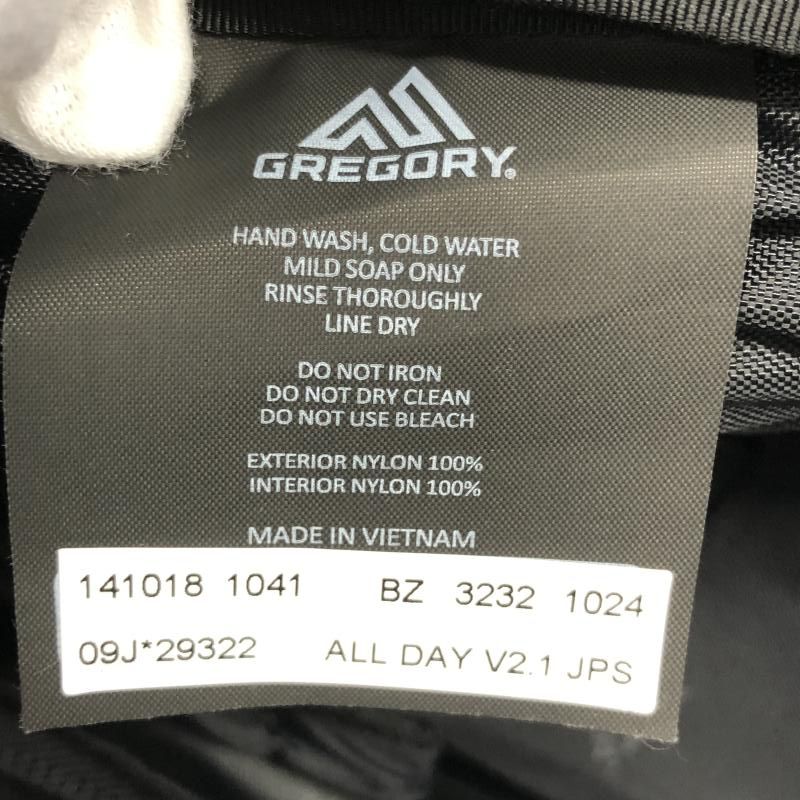 GREGORY®
HAND WASH, COLD WATER
MILD SOAP ONLY
RINSE THOROUGHLY
LINE DRY
DO NOT IRON
DO NOT DRY CLEAN
DO NOT USE BLEACH
EXTERIOR NYLON 100%
INTERIOR NYLON 100%
MADE IN VIETNAM
141018 1041 BZ 3232 1024
09J*29322 ALL DAY V2.1 JPS